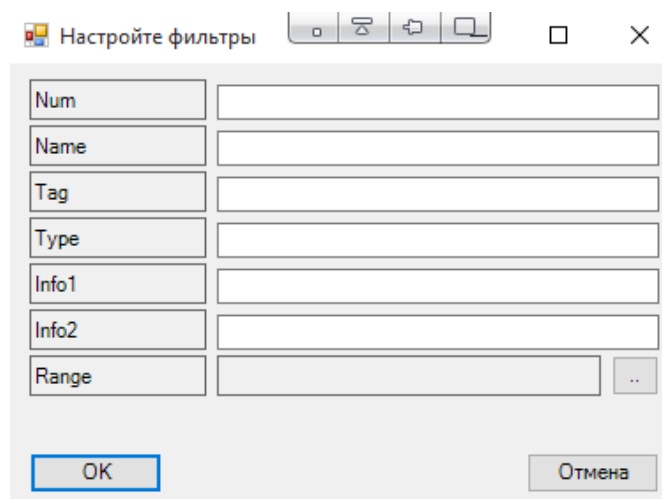 Настройте фильтры
Num
Name
Tag
Type
Info1
Info2
Range
..
OK Отмена